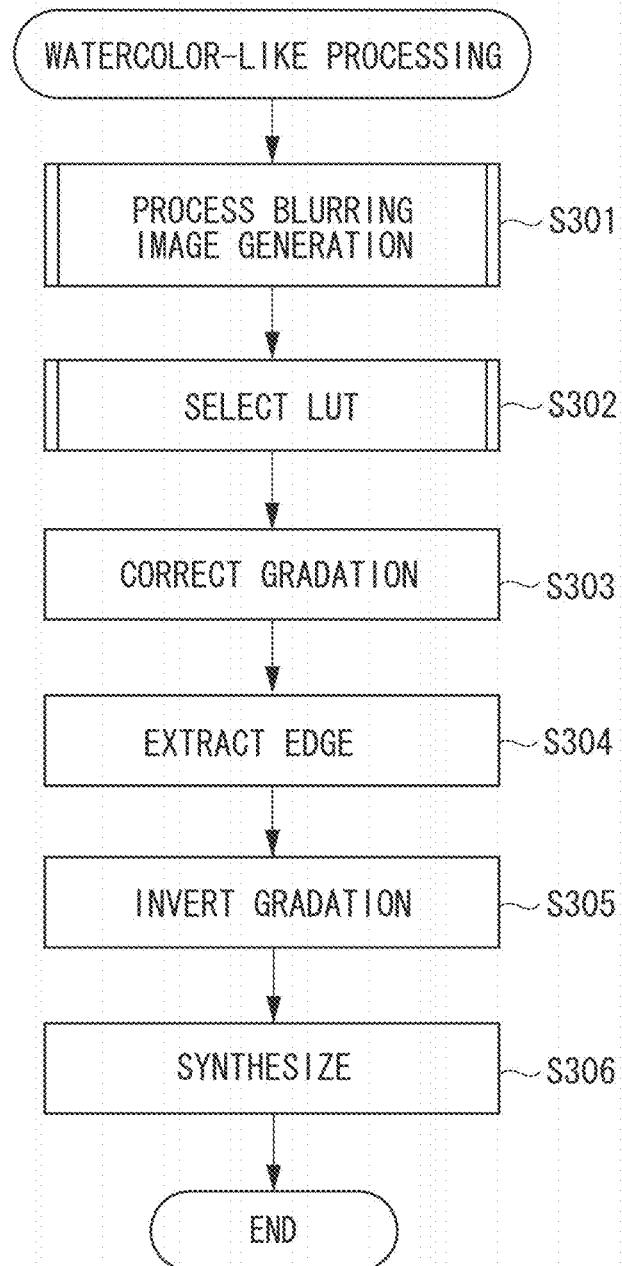 WATERCOLOR-LIKE PROCESSING
PROCESS BLURRING
IMAGE GENERATION
S301
SELECT LUT
S302
CORRECT GRADATION
S303
EXTRACT EDGE
S304
INVERT GRADATION
S305
SYNTHESIZE
S306
END